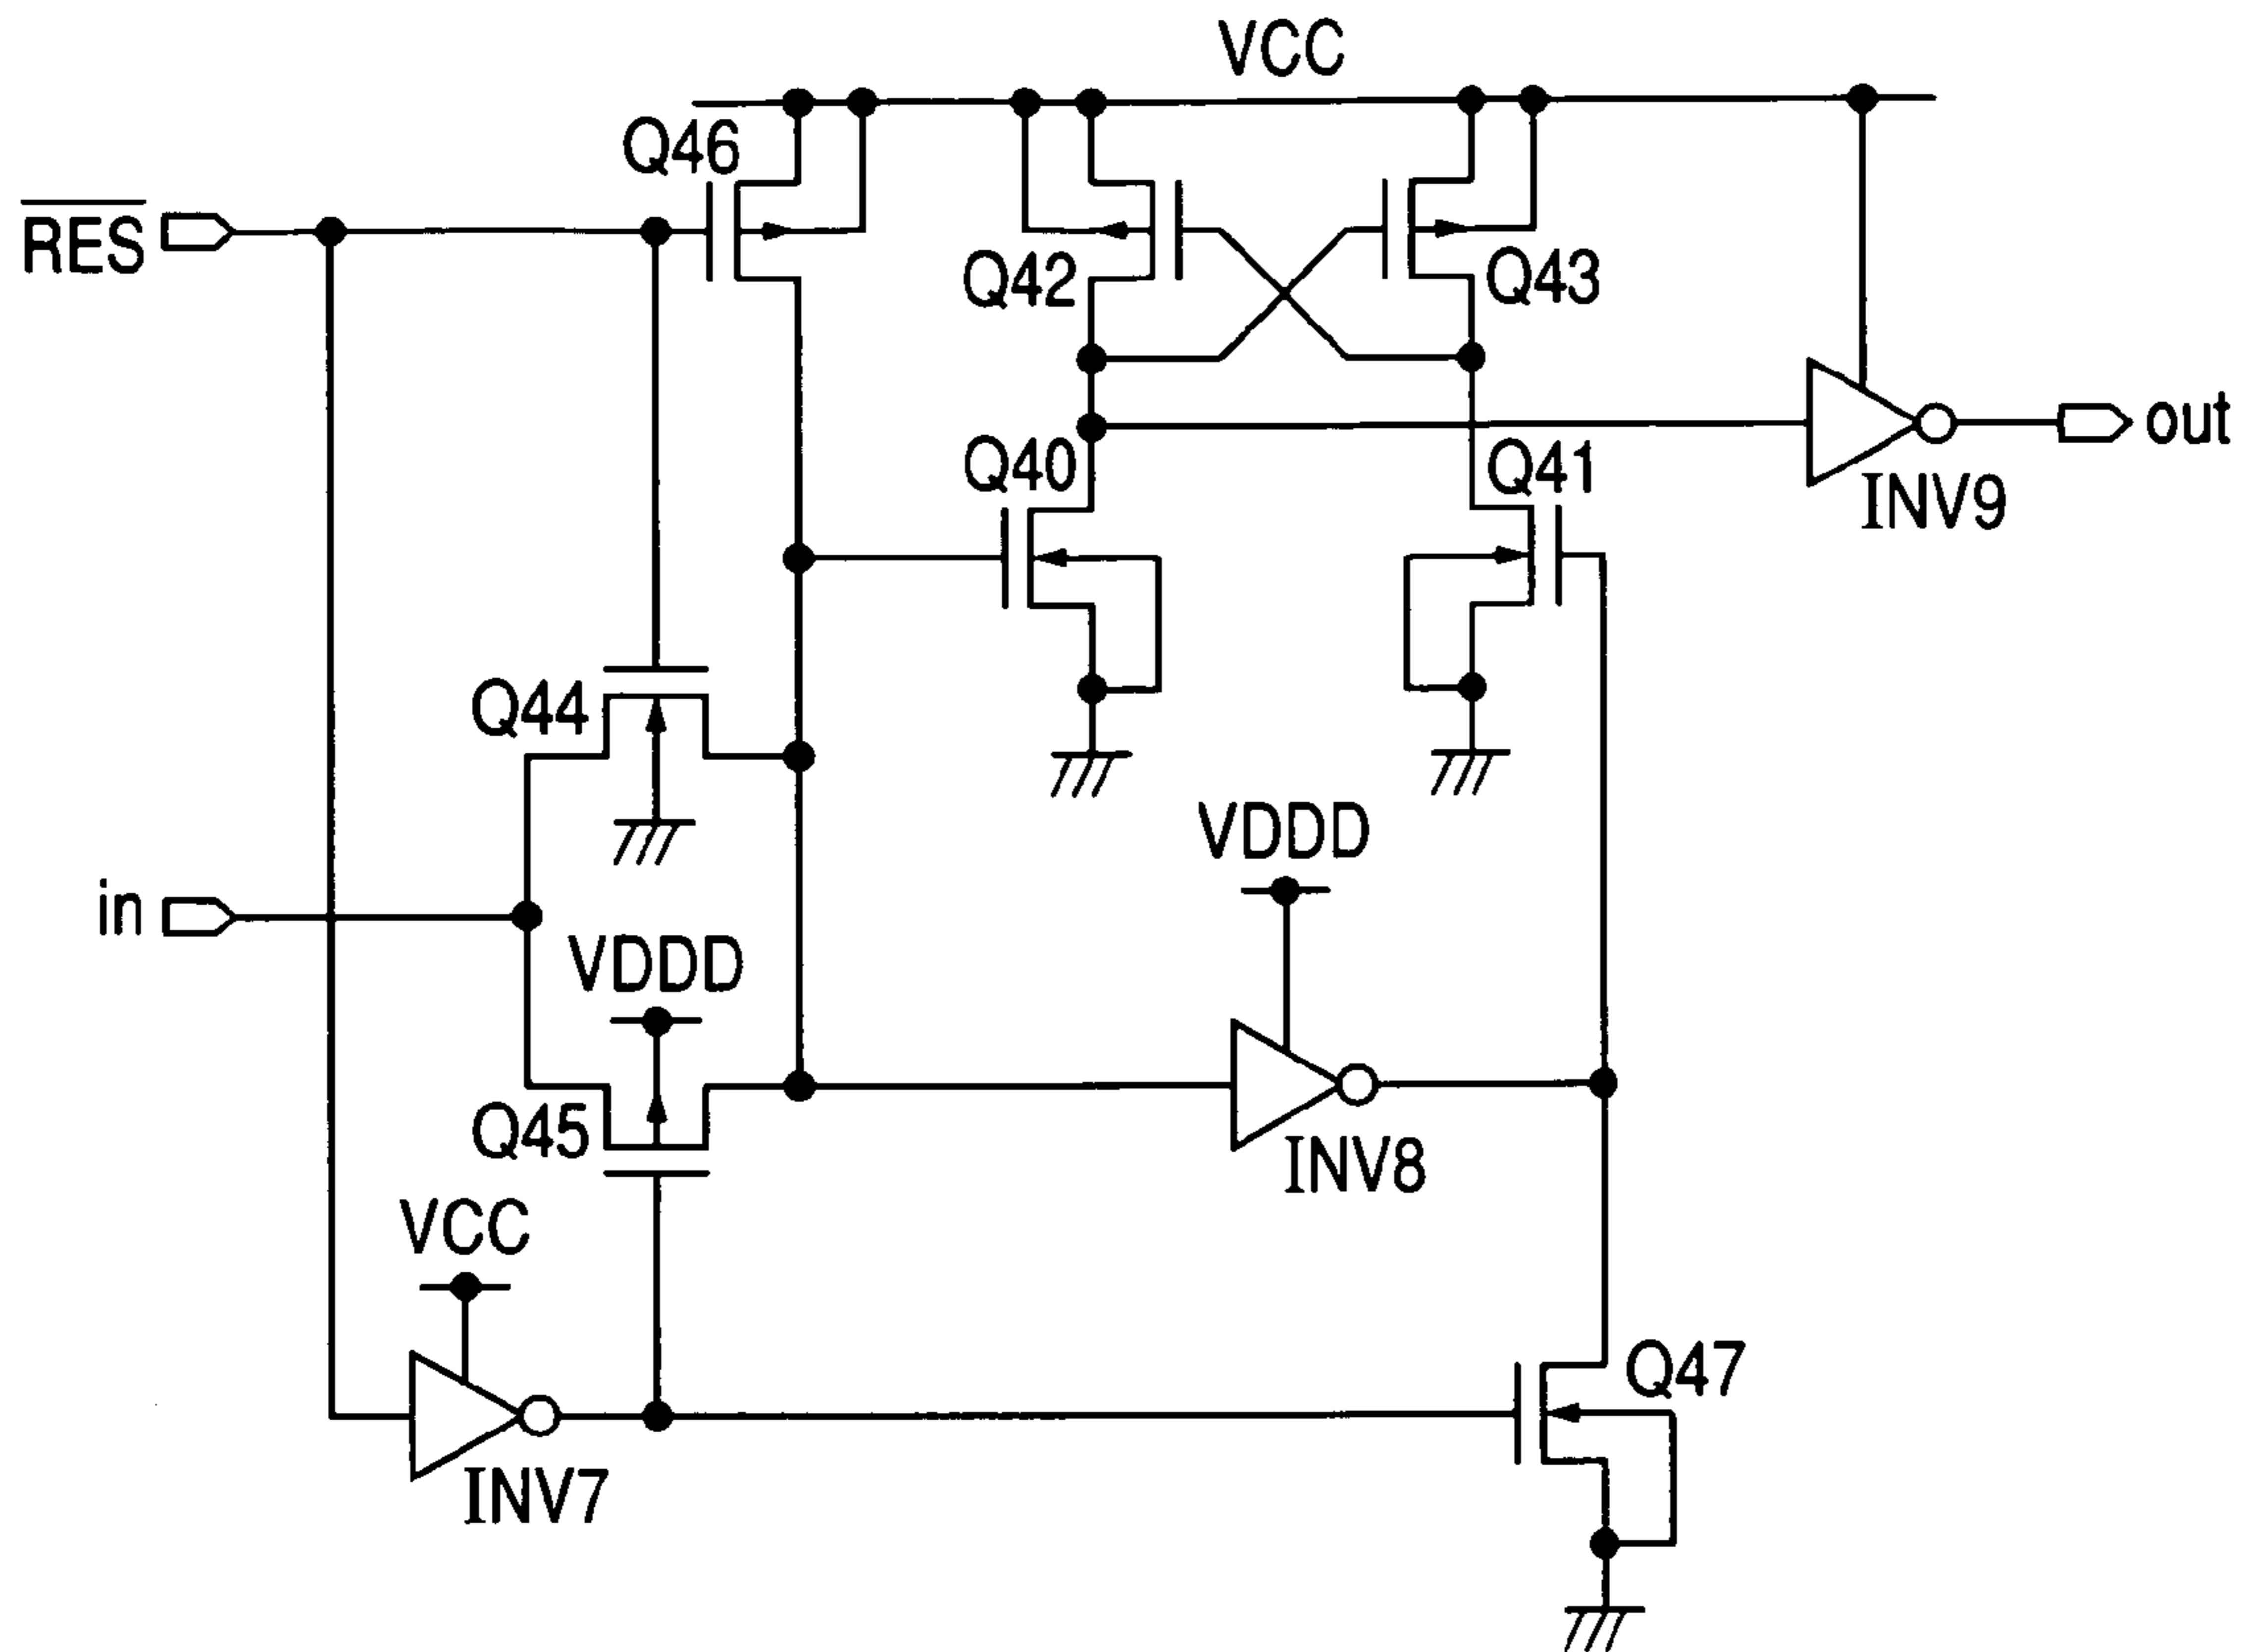 VCC
Q46
RES
Q42
Q43
out
Q40
Q41
INV9
Q44
VDDD
in
VDDD
Q45
INV8
VCC
Q47
INV7